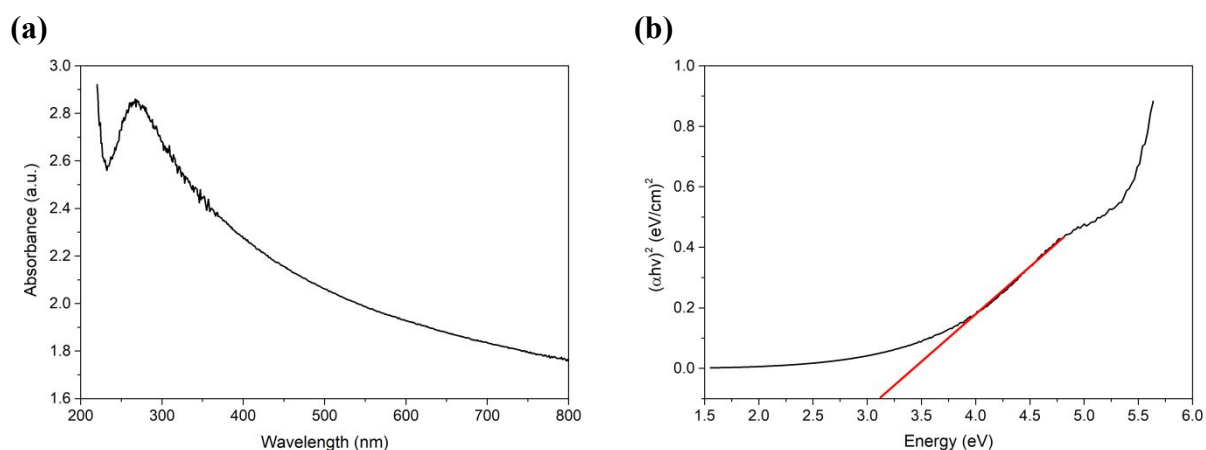 (a)
3.0
2.8
2.6
2.4
2.2
2.0
1.8
1.6
Absorbance (a.u.)
200 300 400 500 600 700 800
Wavelength (nm)
(b)
1.0
0.8
0.6
0.4
0.2
0.0
(αhν)² (eV/cm)²
1.5 2.0 2.5 3.0 3.5 4.0 4.5 5.0 5.5 6.0
Energy (eV)